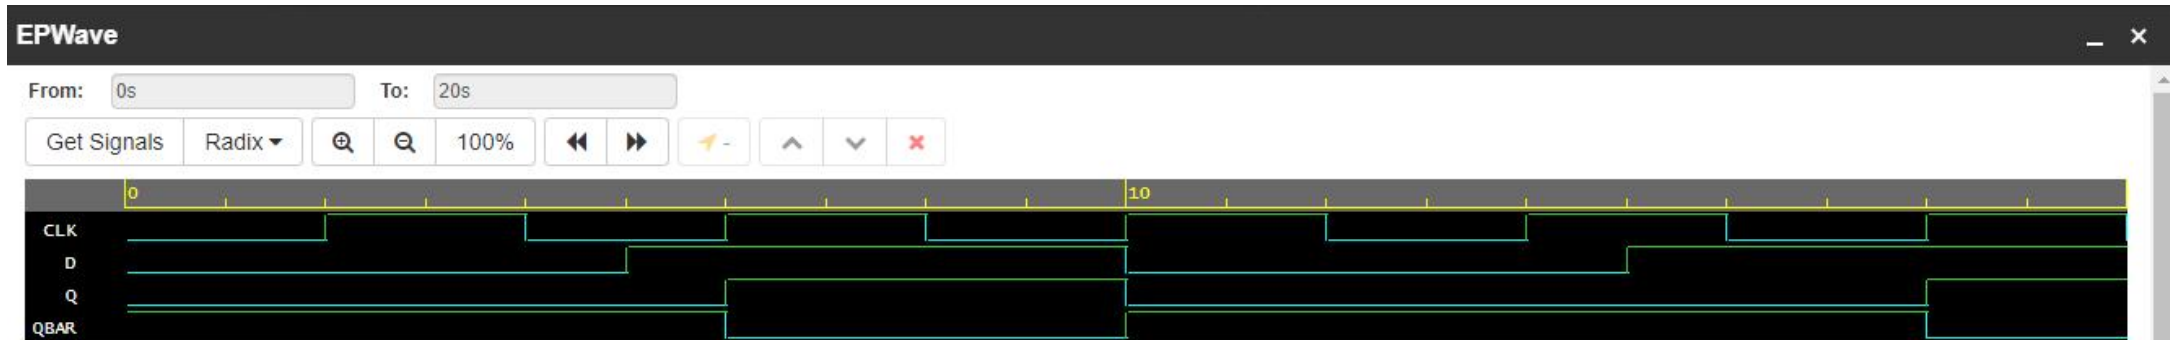 EPWave
From: 0s To: 20s
Get Signals Radix 100% -
0 10
CLK
D
Q
QBAR